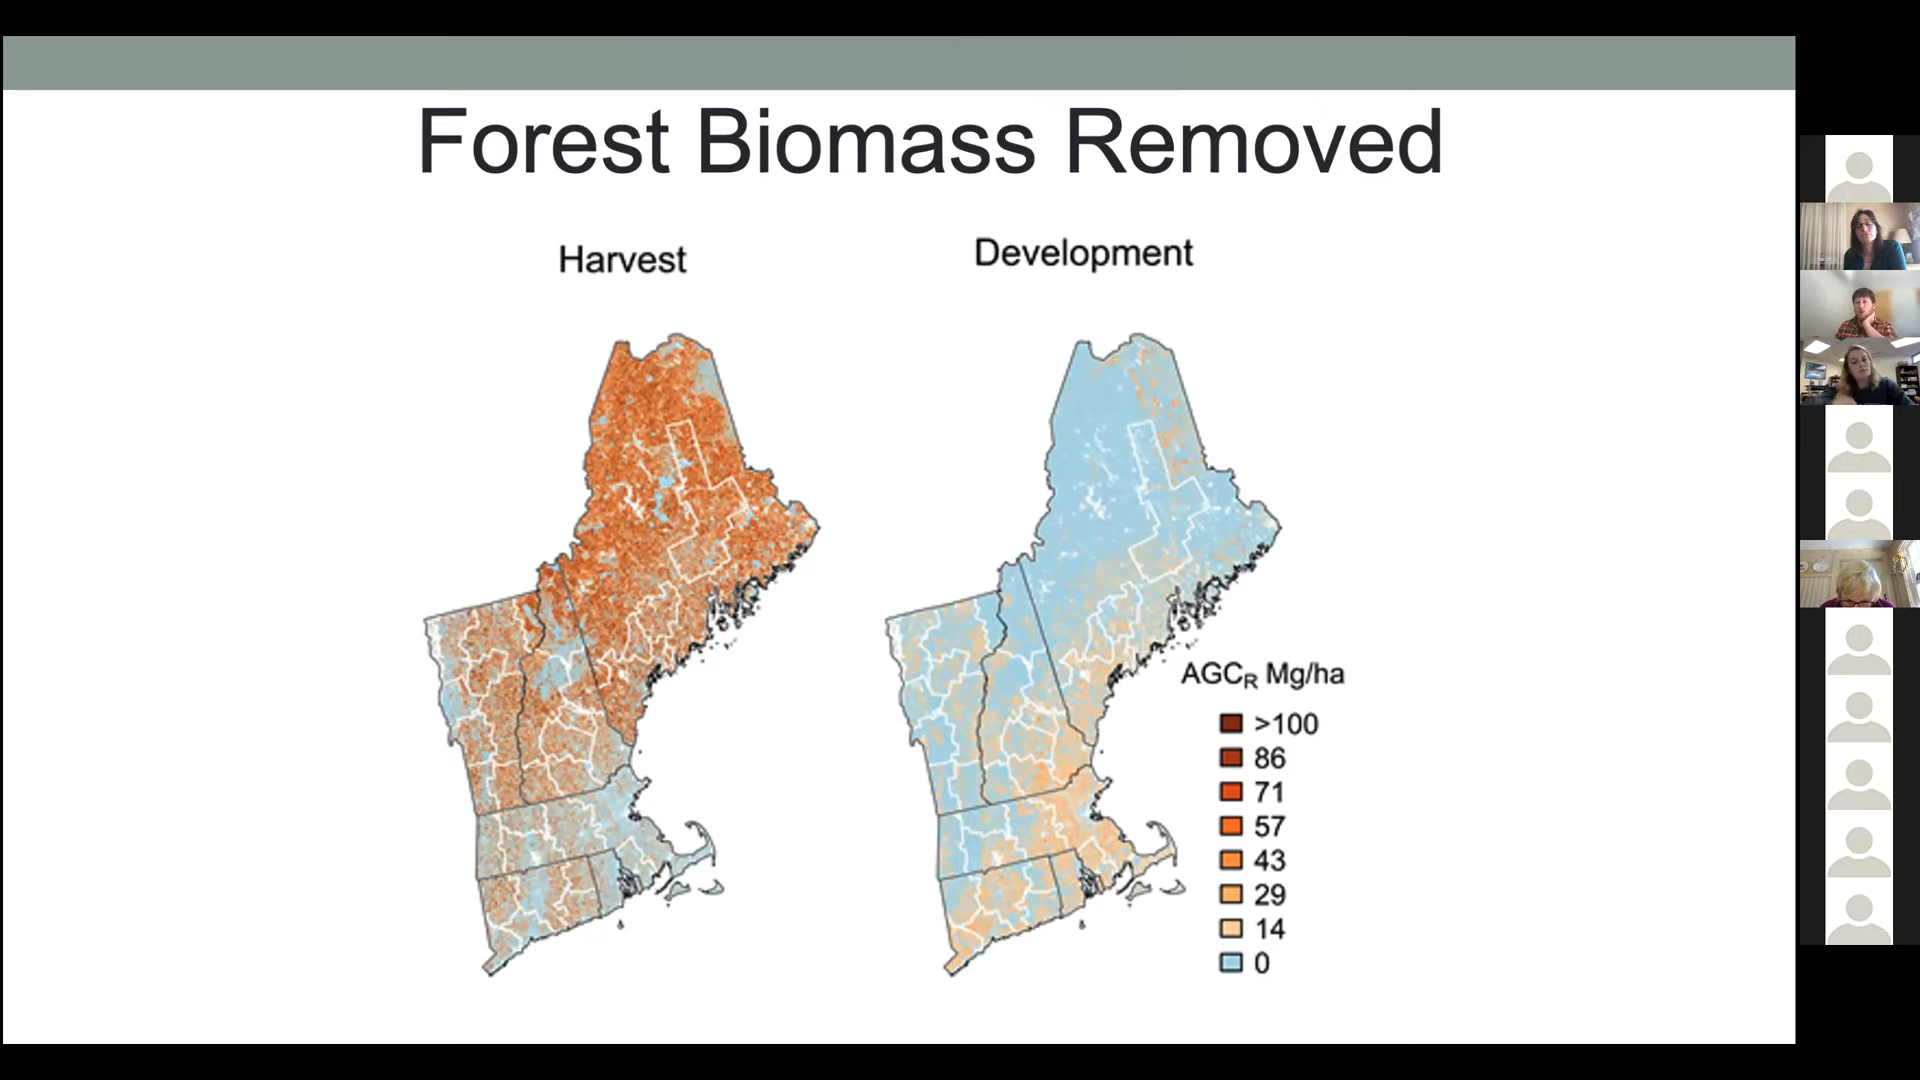 Forest Biomass Removed
Harvest
Development
AGCR Mg/ha
>100
86
71
57
43
29
14
0